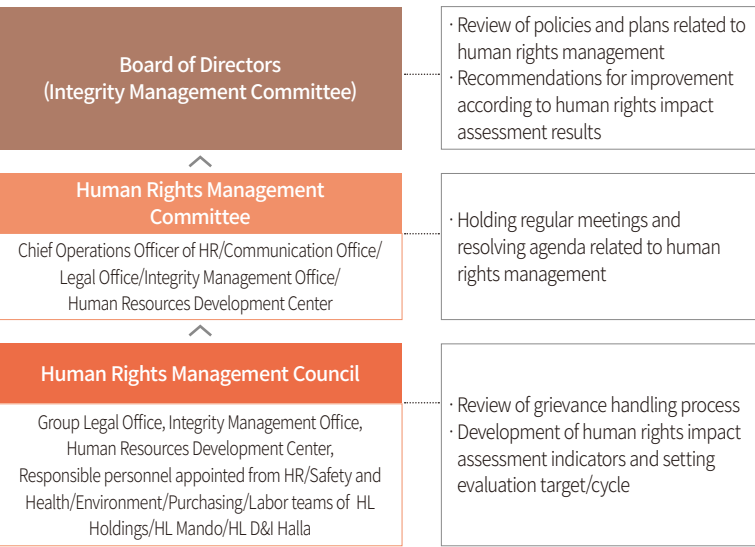 Board of Directors
(Integrity Management Committee)
· Review of policies and plans related to
human rights management
· Recommendations for improvement
according to human rights impact
assessment results
Human Rights Management
Committee
Chief Operations Officer of HR/Communication Office/
Legal Office/Integrity Management Office/
Human Resources Development Center
· Holding regular meetings and
resolving agenda related to human
rights management
Human Rights Management Council
Group Legal Office, Integrity Management Office,
Human Resources Development Center,
Responsible personnel appointed from HR/Safety and
Health/Environment/Purchasing/Labor teams of HL
Holdings/HL Mando/HL D&I Halla
· Review of grievance handling process
· Development of human rights impact
assessment indicators and setting
evaluation target/cycle